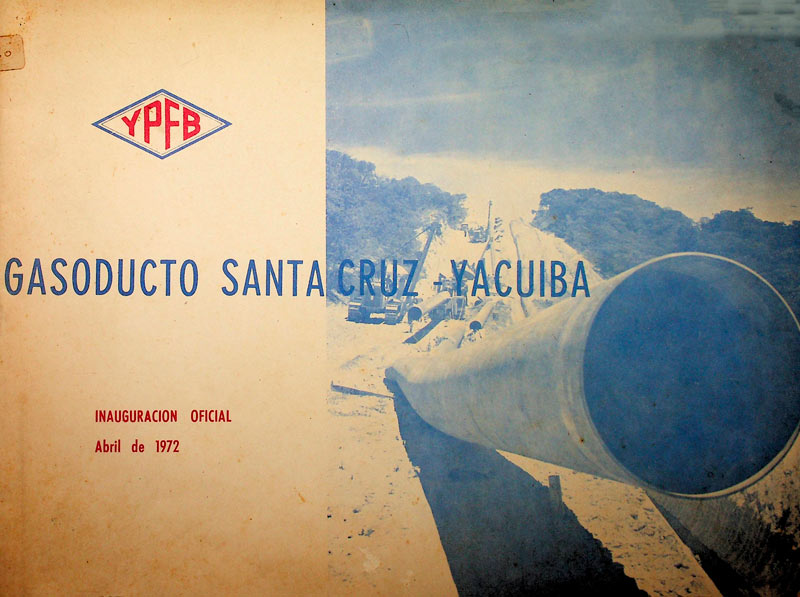 YPFB
GASODUCTO SANTA CRUZ - YACUIBA
INAUGURACION OFICIAL
Abril de 1972